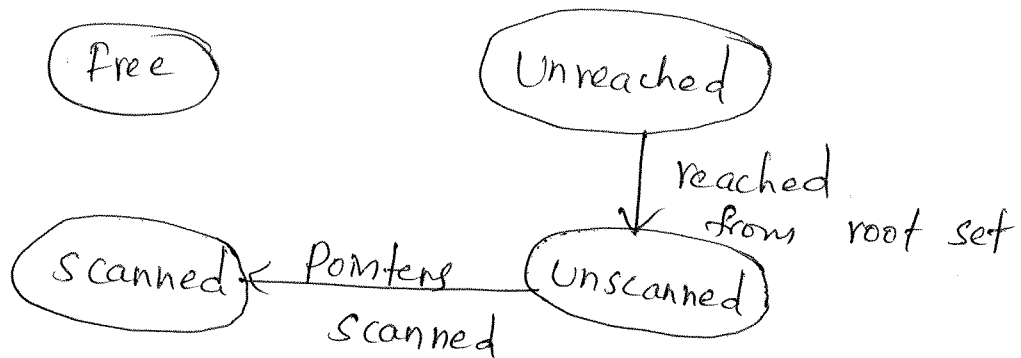 Free
Unreached
reached
from root set
Scanned
Pointers
scanned
Unscanned